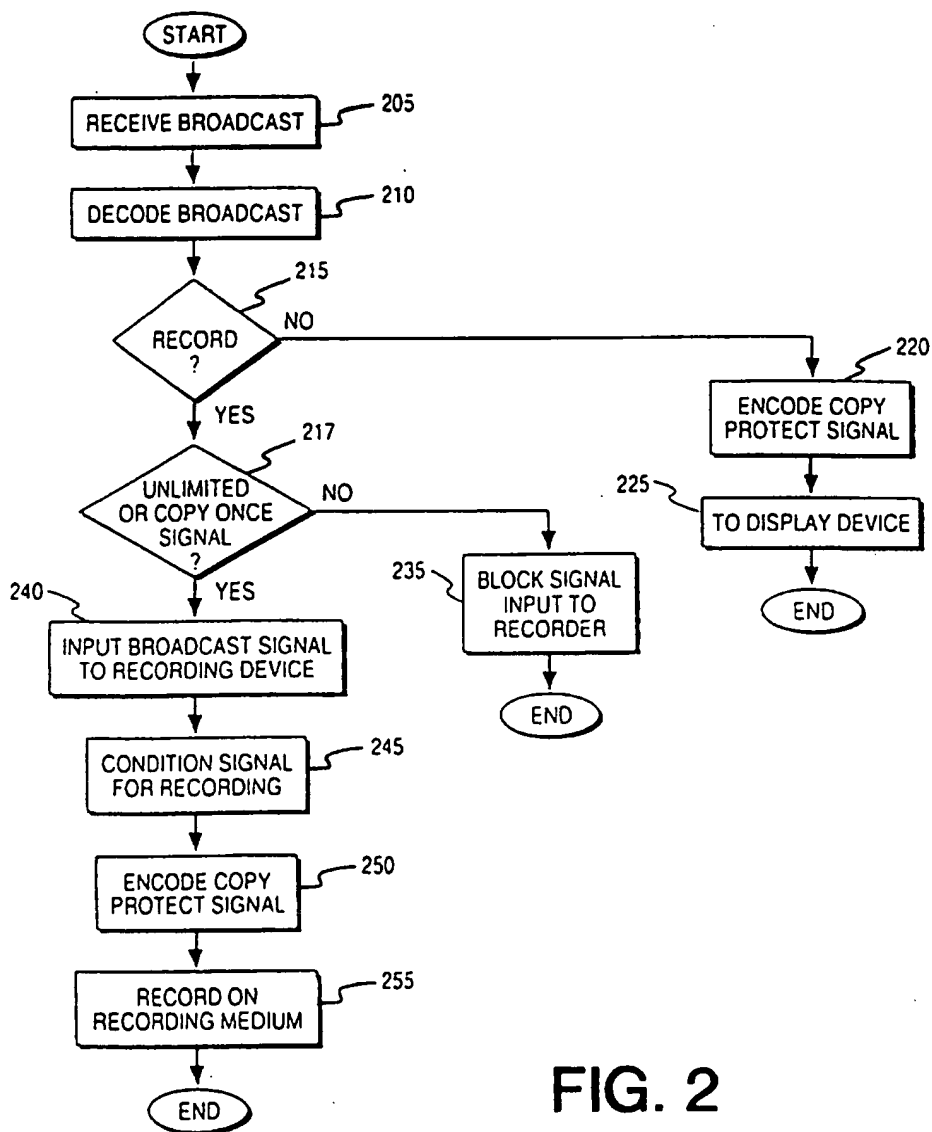 START
RECEIVE BROADCAST
205
DECODE BROADCAST
210
RECORD
?
215
NO
YES
220
ENCODE COPY
PROTECT SIGNAL
225
TO DISPLAY DEVICE
END
UNLIMITED
OR COPY ONCE
SIGNAL
?
217
NO
YES
235
BLOCK SIGNAL
INPUT TO
RECORDER
END
240
INPUT BROADCAST SIGNAL
TO RECORDING DEVICE
CONDITION SIGNAL
FOR RECORDING
245
ENCODE COPY
PROTECT SIGNAL
250
RECORD ON
RECORDING MEDIUM
255
END
FIG. 2